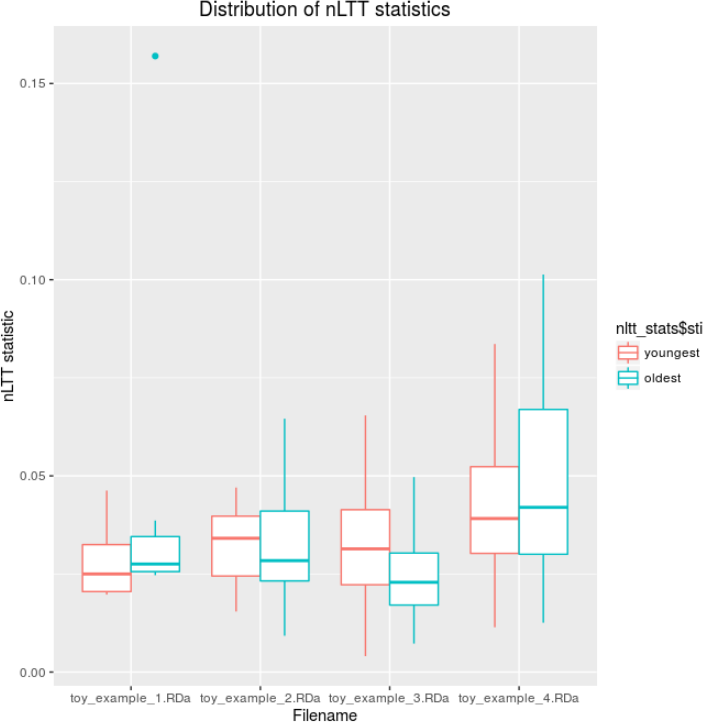 Distribution of nLTT statistics
0.15
0.10
0.05
0.00
nLTT statistic
toy_example_1.RDa toy_example_2.RDa toy_example_3.RDa toy_example_4.RDa
Filename
nltt_stats$sti
youngest
oldest